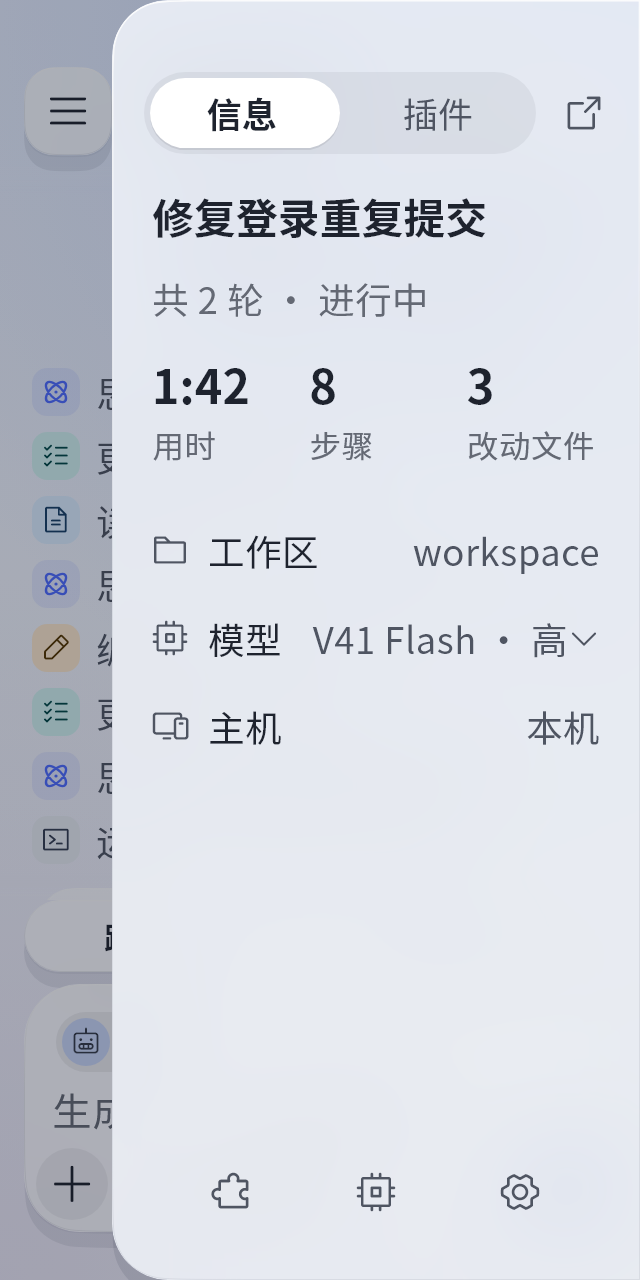 信息
插件
修复登录重复提交
共 2 轮 · 进行中
1:42
8
3
用时
步骤
改动文件
工作区
workspace
模型
V41 Flash · 高
主机
本机
生成